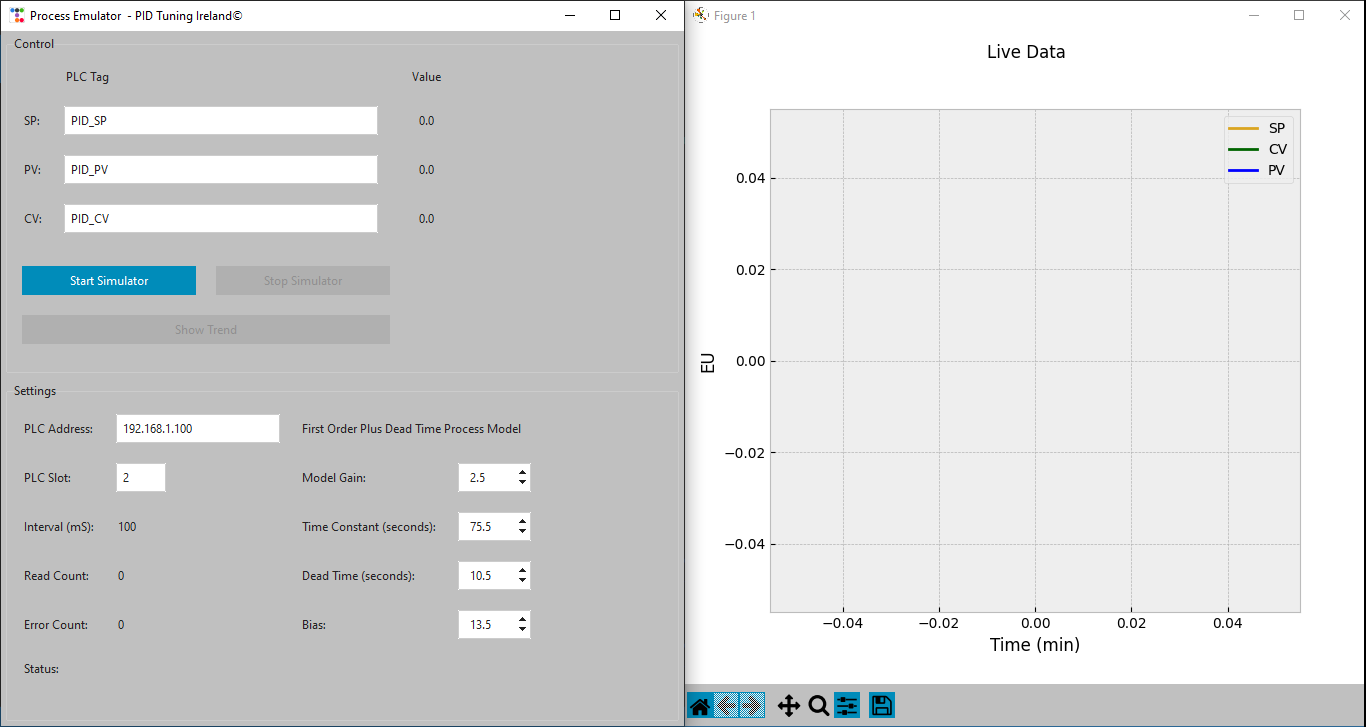 Process Emulator - PID Tuning Ireland©
Control
PLC Tag Value
SP: PID_SP 0.0
PV: PID_PV 0.0
CV: PID_CV 0.0
Start Simulator Stop Simulator
Show Trend
Settings
PLC Address: 192.168.1.100 First Order Plus Dead Time Process Model
PLC Slot: 2 Model Gain: 2.5
Interval (mS): 100 Time Constant (seconds): 75.5
Read Count: 0 Dead Time (seconds): 10.5
Error Count: 0 Bias: 13.5
Status:
Figure 1
Live Data
SP
CV
PV
0.04
0.02
0.00
−0.02
−0.04
EU
−0.04 −0.02 0.00 0.02 0.04
Time (min)